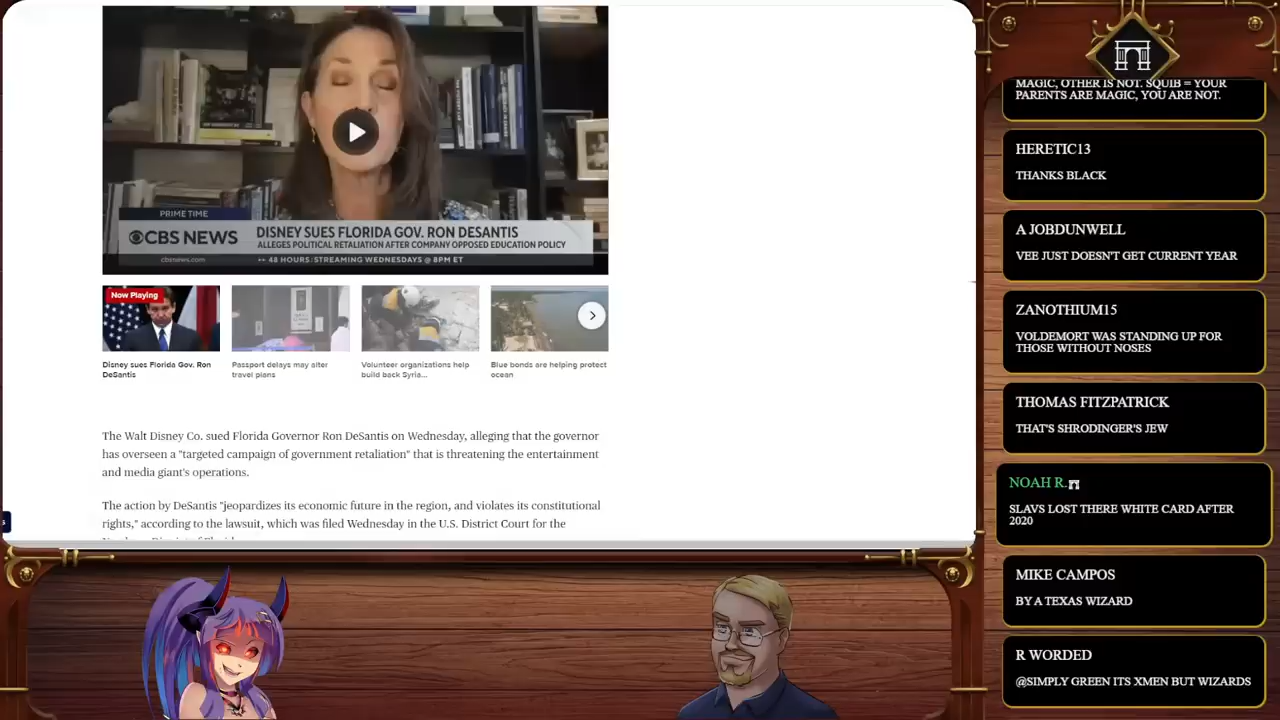 PRIME TIME
CBS NEWS
DISNEY SUES FLORIDA GOV. RON DESANTIS
ALLEGES POLITICAL RETALIATION AFTER COMPANY OPPOSED EDUCATION POLICY
cbsnews.com
48 HOURS: STREAMING WEDNESDAYS @ 8PM ET
Now Playing
Disney sues Florida Gov. Ron
DeSantis
Passport delays may alter
travel plans
Volunteer organizations help
build back Syria...
Blue bonds are helping protect
ocean
The Walt Disney Co. sued Florida Governor Ron DeSantis on Wednesday, alleging that the governor
has overseen a "targeted campaign of government retaliation" that is threatening the entertainment
and media giant's operations.
The action by DeSantis "jeopardizes its economic future in the region, and violates its constitutional
rights," according to the lawsuit, which was filed Wednesday in the U.S. District Court for the
MAGIC, OTHER IS NOT. SQUIB = YOUR
PARENTS ARE MAGIC, YOU ARE NOT.
HERETIC13
THANKS BLACK
A JOBDUNWELL
VEE JUST DOESN'T GET CURRENT YEAR
ZANOTHIUM15
VOLDEMORT WAS STANDING UP FOR
THOSE WITHOUT NOSES
THOMAS FITZPATRICK
THAT'S SHRODINGER'S JEW
NOAH R.
SLAVS LOST THERE WHITE CARD AFTER
2020
MIKE CAMPOS
BY A TEXAS WIZARD
R WORDED
@SIMPLY GREEN ITS XMEN BUT WIZARDS